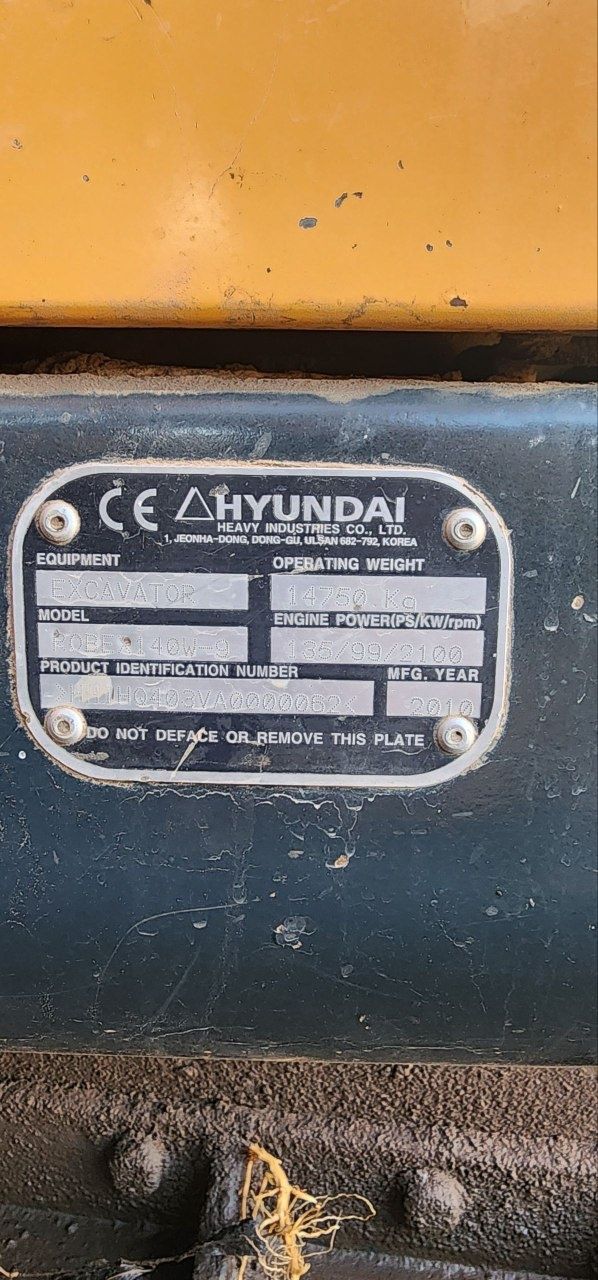 CE HYUNDAI
HEAVY INDUSTRIES CO., LTD.
1, JEONHA-DONG, DONG-GU, ULSAN 682-792, KOREA
EQUIPMENT OPERATING WEIGHT
EXCAVATOR 14750 Kg
MODEL ENGINE POWER(PS/KW/rpm)
ROBEX140W-9 135/99/2100
PRODUCT IDENTIFICATION NUMBER MFG. YEAR
2010
DO NOT DEFACE OR REMOVE THIS PLATE